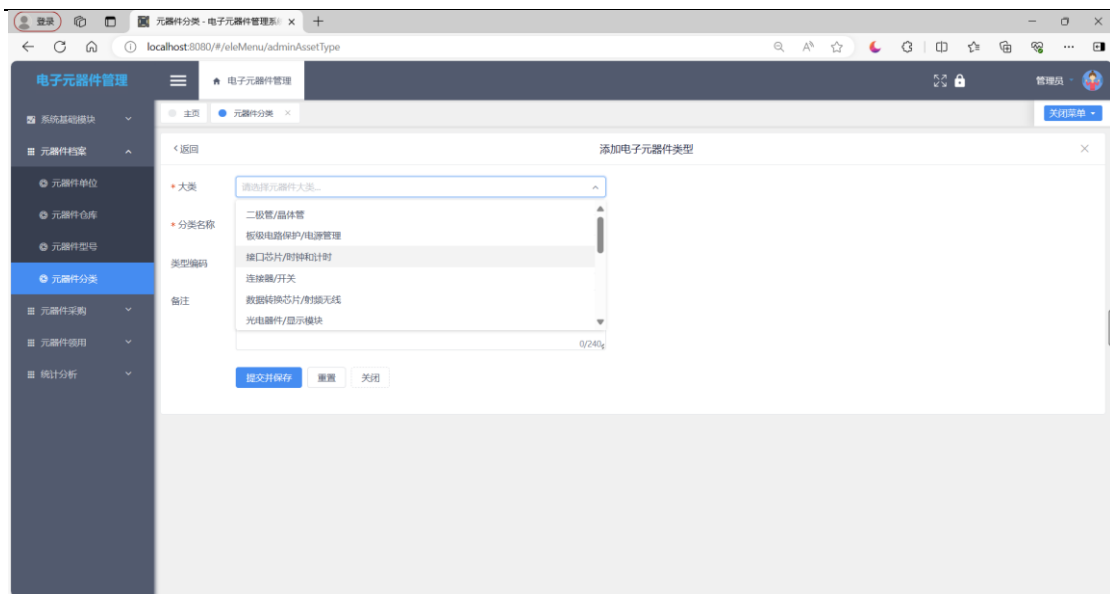 登录
元器件分类 - 电子元器件管理系
localhost:8080/#/eleMenu/adminAssetType
电子元器件管理
电子元器件管理
管理员
主页
元器件分类
关闭菜单
系统基础模块
元器件档案
元器件单位
元器件仓库
元器件型号
元器件分类
元器件采购
元器件领用
统计分析
返回
添加电子元器件类型
* 大类
请选择元器件大类...
二极管/晶体管
板级电路保护/电源管理
接口芯片/时钟和计时
连接器/开关
数据转换芯片/射频无线
光电器件/显示模块
* 分类名称
类型编码
备注
0/240
提交并保存
重置
关闭